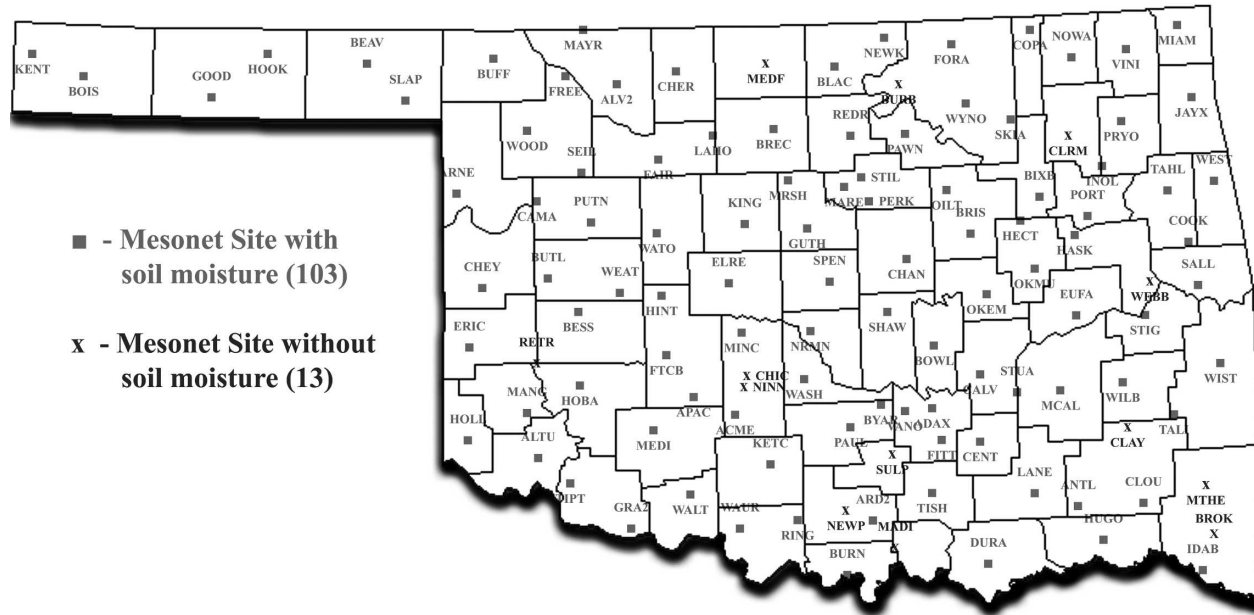 MAYR
NEWK
COPA
NOWA
MIAM
BEAV
HOOK
KENT
BOIS
GOOD
SLAP
BUFF
FREE
ALV2
CHER
x
MEDF
BLAC
FORA
VINI
x
BURB
WYNO
SKIA
JAYX
WOOD
SEIL
LAHO
FAIR
BREC
REDR
PAWN
x
CLRM
PRYO
INOL
TAHL
WEST
ARNE
CAMA
PUTN
KING
MRSH
MARE
STIL
PERK
OILT
BRIS
BIXB
PORT
COOK
■ - Mesonet Site with
soil moisture (103)
WATO
GUTH
HECT
HASK
CHEY
BUTL
WEAT
ELRE
SPEN
CHAN
OKMU
SALL
x
WEBB
HINT
OKEM
EUFA
STIG
ERIC
BESS
SHAW
x - Mesonet Site without
soil moisture (13)
RETR
x
MINC
NRMN
BOWL
FTCB
x CHIC
x NINN
WASH
STUA
WIST
MANG
HOBA
APAC
MCAL
WILB
HOLL
ALTU
MEDI
ACME
BYAR
VANO
ADAX
TALI
PAUL
FITT
CENT
x
CLAY
KETC
x
SULP
LANE
ANTL
CLOU
x
MTHE
GRA2
WALT
WAUR
RING
x
NEWP
ARD2
MADI
x
TISH
HUGO
BROK
x
BURN
DURA
IDAB